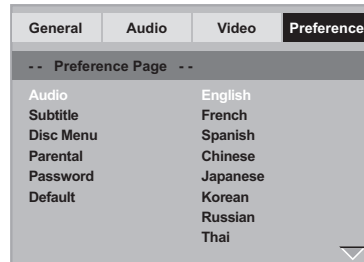 General Audio Video Preference
-- Preference Page --
Audio English
Subtitle French
Disc Menu Spanish
Parental Chinese
Password Japanese
Default Korean
Russian
Thai